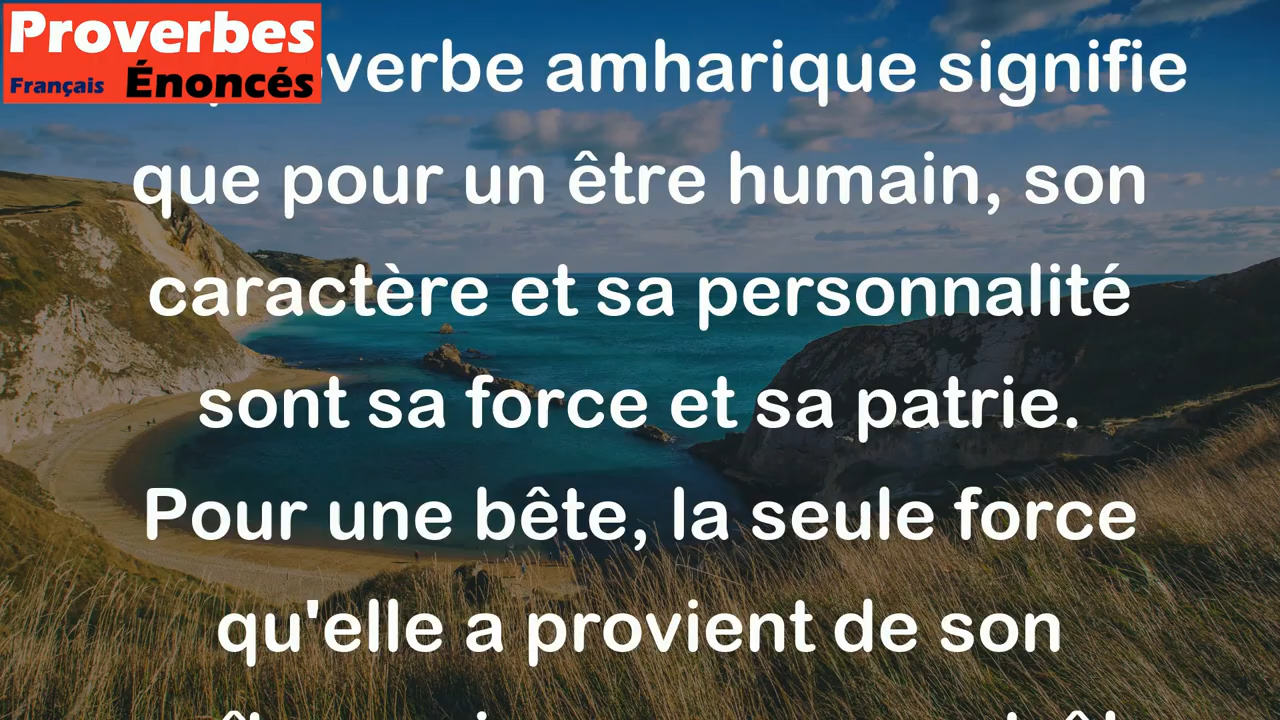 Proverbes
Français Énoncés
verbe amharique signifie
que pour un être humain, son
caractère et sa personnalité
sont sa force et sa patrie.
Pour une bête, la seule force
qu'elle a provient de son